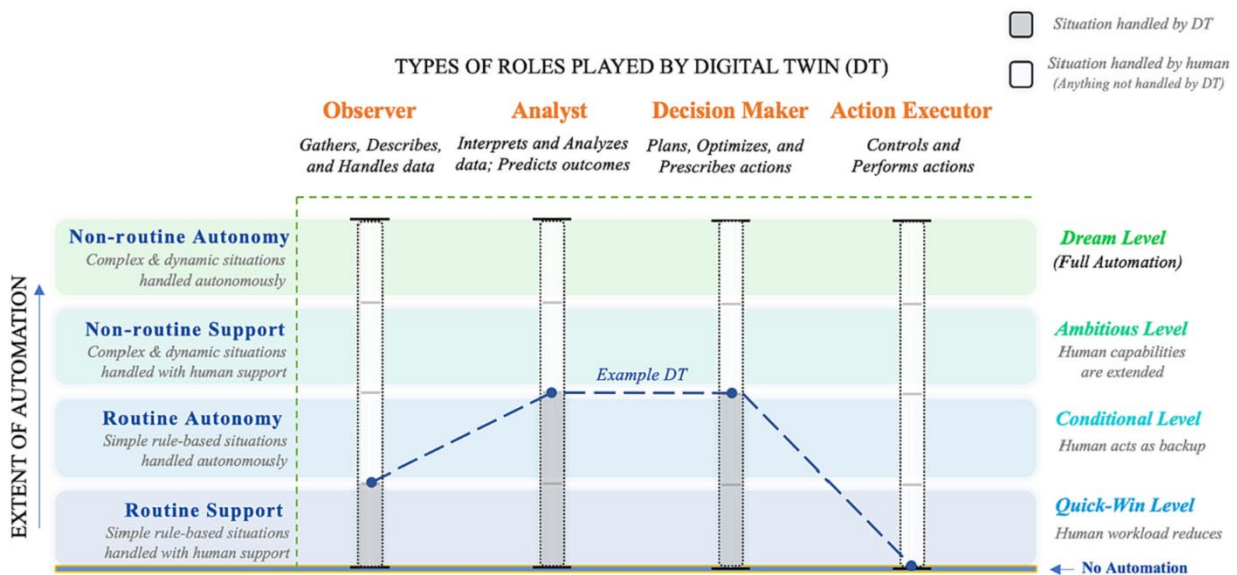 Situation handled by DT
Situation handled by human
(Anything not handled by DT)
TYPES OF ROLES PLAYED BY DIGITAL TWIN (DT)
Observer
Gathers, Describes,
and Handles data
Analyst
Interprets and Analyzes
data; Predicts outcomes
Decision Maker
Plans, Optimizes, and
Prescribes actions
Action Executor
Controls and
Performs actions
EXTENT OF AUTOMATION
Non-routine Autonomy
Complex & dynamic situations
handled autonomously
Dream Level
(Full Automation)
Non-routine Support
Complex & dynamic situations
handled with human support
Ambitious Level
Human capabilities
are extended
Example DT
Routine Autonomy
Simple rule-based situations
handled autonomously
Conditional Level
Human acts as backup
Routine Support
Simple rule-based situations
handled with human support
Quick-Win Level
Human workload reduces
No Automation